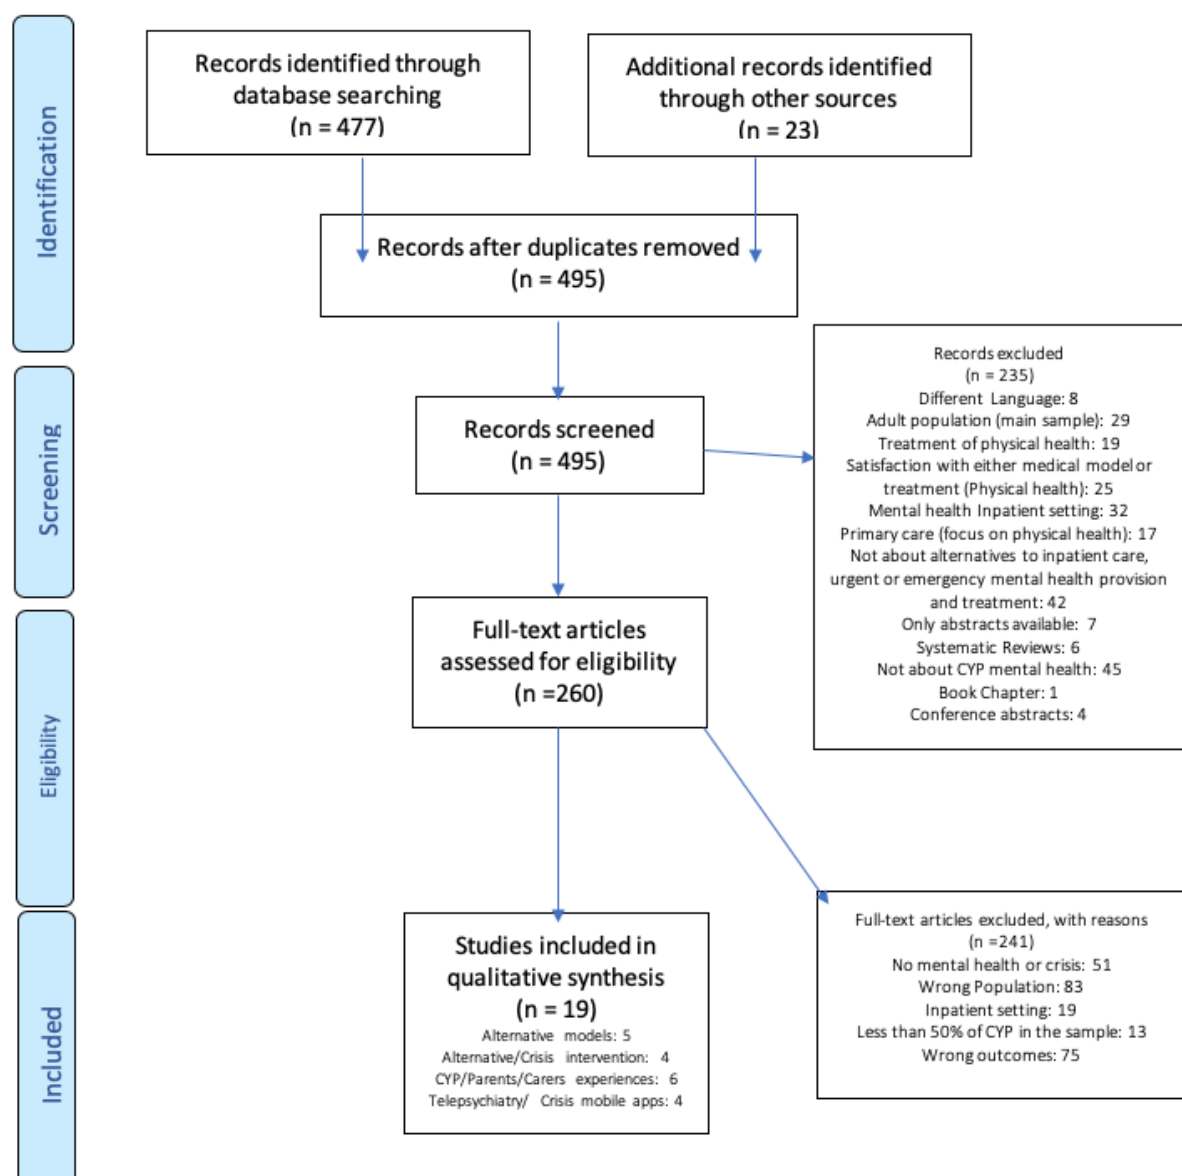 Identification
Records identified through
database searching
(n = 477)
Additional records identified
through other sources
(n = 23)
Records after duplicates removed
(n = 495)
Screening
Records screened
(n = 495)
Records excluded
(n = 235)
Different Language: 8
Adult population (main sample): 29
Treatment of physical health: 19
Satisfaction with either medical model or
treatment (Physical health): 25
Mental health Inpatient setting: 32
Primary care (focus on physical health): 17
Not about alternatives to inpatient care,
urgent or emergency mental health provision
and treatment: 42
Only abstracts available: 7
Systematic Reviews: 6
Not about CYP mental health: 45
Book Chapter: 1
Conference abstracts: 4
Eligibility
Full-text articles
assessed for eligibility
(n =260)
Full-text articles excluded, with reasons
(n =241)
No mental health or crisis: 51
Wrong Population: 83
Inpatient setting: 19
Less than 50% of CYP in the sample: 13
Wrong outcomes: 75
Included
Studies included in
qualitative synthesis
(n = 19)
Alternative models: 5
Alternative/Crisis intervention: 4
CYP/Parents/Carers experiences: 6
Telepsychiatry/ Crisis mobile apps: 4